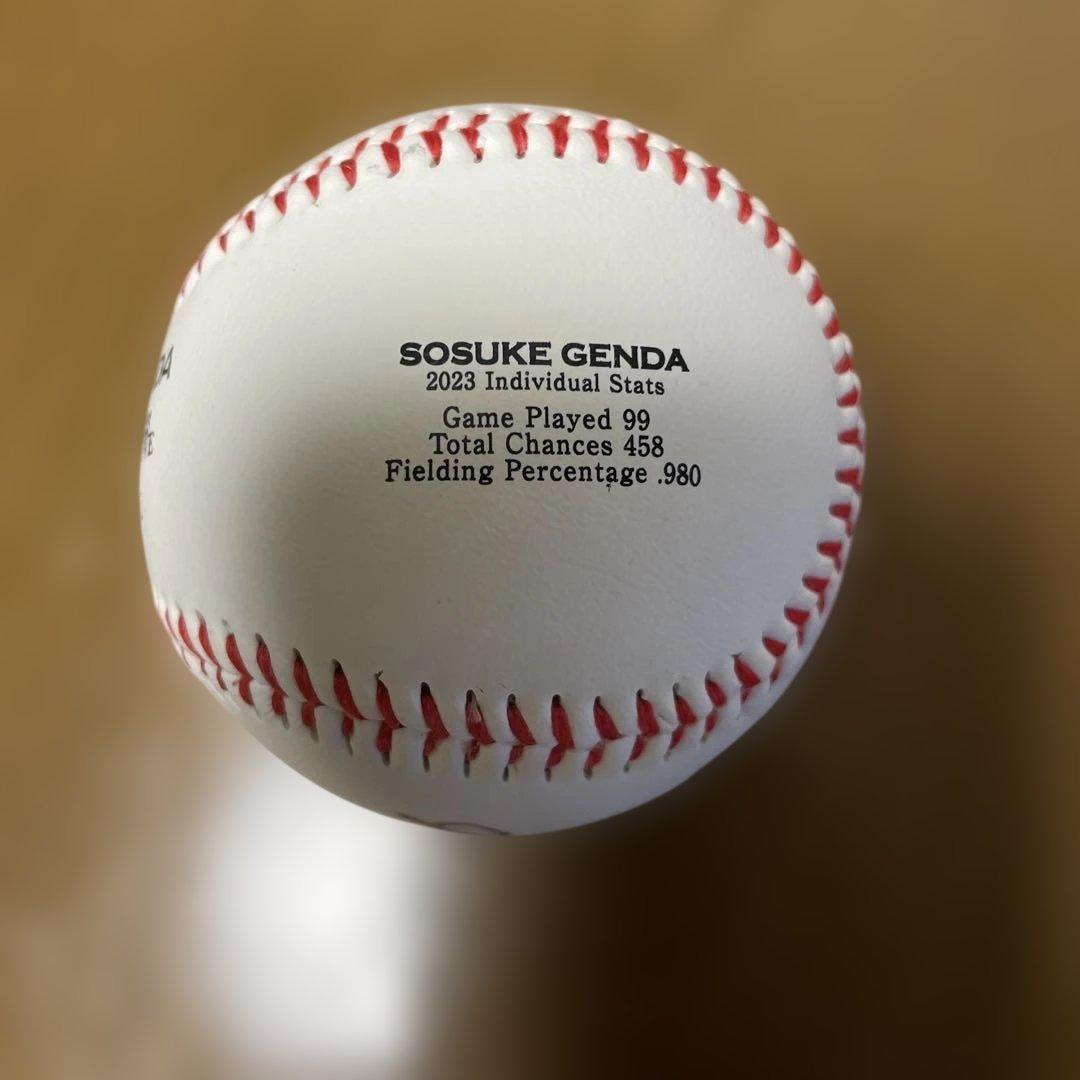 SOSUKE GENDA
2023 Individual Stats
Game Played 99
Total Chances 458
Fielding Percentage .980